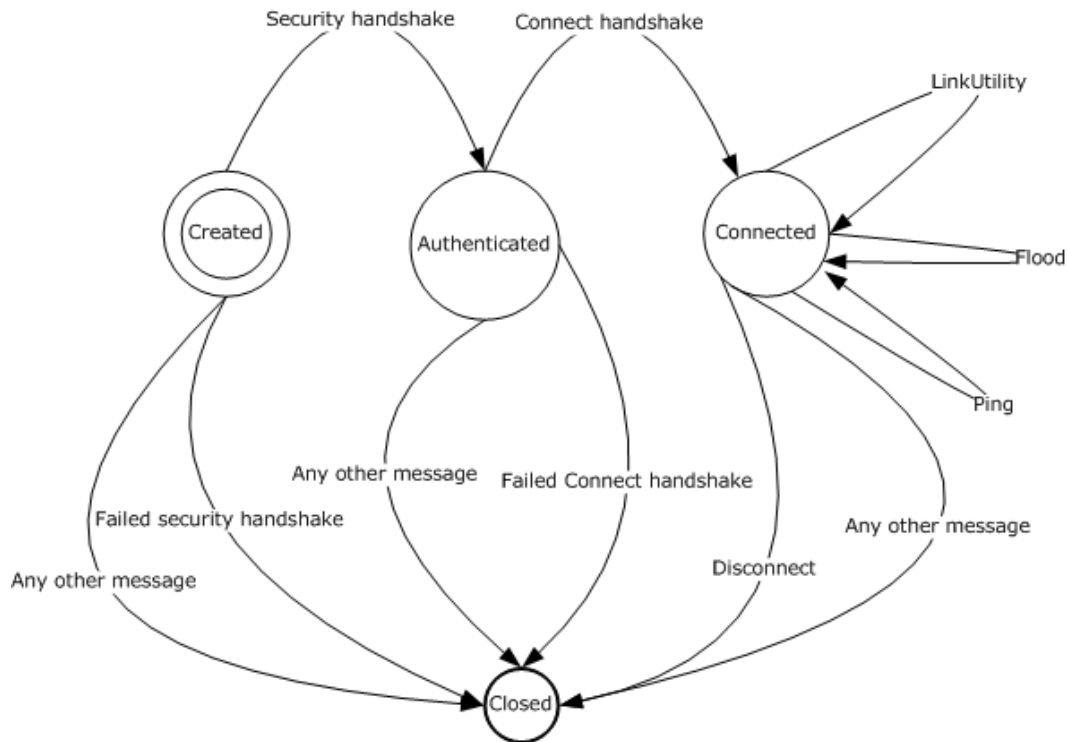 Security handshake
Connect handshake
LinkUtility
Created
Authenticated
Connected
Flood
Ping
Any other message
Failed Connect handshake
Failed security handshake
Any other message
Disconnect
Any other message
Closed